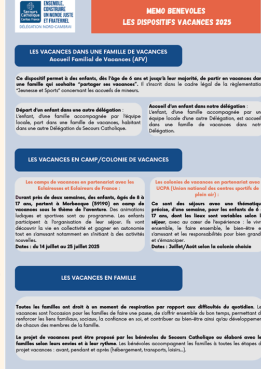 Secours
Catholique
Caritas France
ENSEMBLE,
CONSTRUIRE
UN MONDE JUSTE
ET FRATERNEL
DELEGATION NORD-CAMBRAI
MEMO BENEVOLES
LES DISPOSITIFS VACANCES 2025
LES VACANCES DANS UNE FAMILLE DE VACANCES
Accueil Familial de Vacances (AFV)
Ce dispositif permet à des enfants, dès l'âge de 6 ans et jusqu'à leur majorité, de partir en vacances dans
une famille qui souhaite "partager ses vacances". Il s'inscrit dans le cadre légal de la réglementation
"Jeunesse et Sports" concernant les accueils de mineurs.
Départ d'un enfant dans une autre délégation :
L'enfant, d'une famille accompagnée par l'équipe
locale, part dans une famille de vacances, habitant
dans une autre Délégation du Secours Catholique.
Accueil d'un enfant dans notre délégation :
L'enfant, d'une famille accompagnée par une
équipe locale d'une autre Délégation, est accueilli
dans une famille de vacances dans notre
Délégation.
LES VACANCES EN CAMP/COLONIE DE VACANCES
Les camps de vacances en partenariat avec les
Eclaireuses et Eclaireurs de France :
Durant près de deux semaines, des enfants, âgés de 8 à
17 ans, partent à Morbecque (59190) en camp de
vacances sous le thème de l'aventure. Des animations
ludiques et sportives sont au programme. Les enfants
participent à l'organisation de leur séjour. Ils vont
découvrir la vie en collectivité et gagner en autonomie
tout en s'amusant notamment en s'initiant à des activités
nouvelles.
Dates : du 14 juillet au 25 juillet 2025
Les colonies de vacances en partenariat avec
UCPA (Union national des centres sportifs de
plein air) :
Ce sont des séjours avec une thématique
précise, d'une semaine, pour les enfants de 6 à
17 ans, dont les lieux sont variables selon le
séjour, avec au cœur de l'expérience : le vivre
ensemble, le faire ensemble, le bien-être en
s'amusant et les responsabilités pour bien grandir
et s'émanciper.
Dates : Juillet/Août selon la colonie choisie
LES VACANCES EN FAMILLE
Toutes les familles ont droit à un moment de respiration par rapport aux difficultés du quotidien. Les
vacances sont l'occasion pour les familles de faire une pause, de s'offrir ensemble du bon temps, permettant de
renforcer les liens familiaux, sociaux, la confiance en soi, et contribuer au bien-être ainsi qu'au développement
de chacun des membres de la famille.
Le projet de vacances peut être proposé par les bénévoles du Secours Catholique ou élaboré avec les
familles selon leurs envies et à leur rythme. Les bénévoles accompagnent les familles à toutes les étapes du
projet vacances : avant, pendant et après (hébergement, transports, loisirs...).